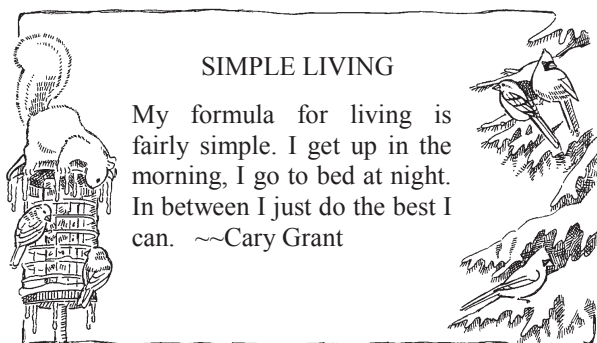 SIMPLE LIVING
My formula for living is
fairly simple. I get up in the
morning, I go to bed at night.
In between I just do the best I
can. ~~Cary Grant